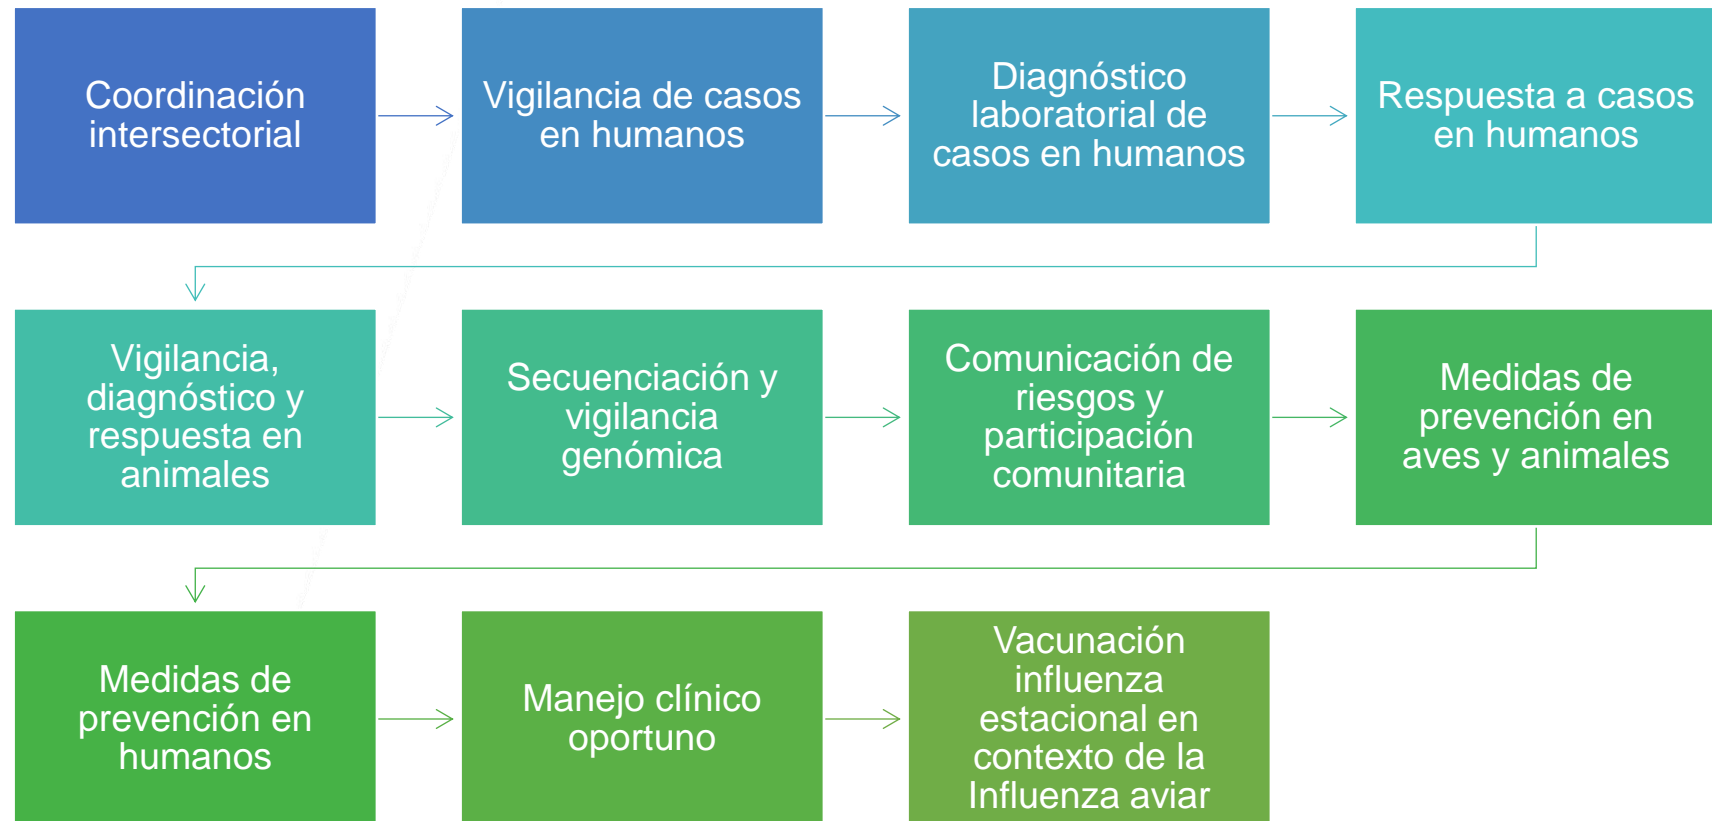 Coordinación
intersectorial
Vigilancia de casos
en humanos
Diagnóstico
laboratorial de
casos en humanos
Respuesta a casos
en humanos
Vigilancia,
diagnóstico y
respuesta en
animales
Secuenciación y
vigilancia
genómica
Comunicación de
riesgos y
participación
comunitaria
Medidas de
prevención en
aves y animales
Medidas de
prevención en
humanos
Manejo clínico
oportuno
Vacunación
influenza
estacional en
contexto de la
Influenza aviar